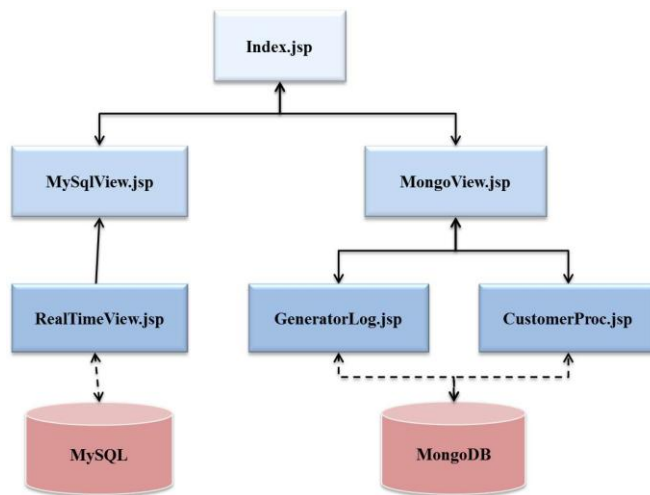 Index.jsp
MySqlView.jsp
MongoView.jsp
RealTimeView.jsp
GeneratorLog.jsp
CustomerProc.jsp
MySQL
MongoDB